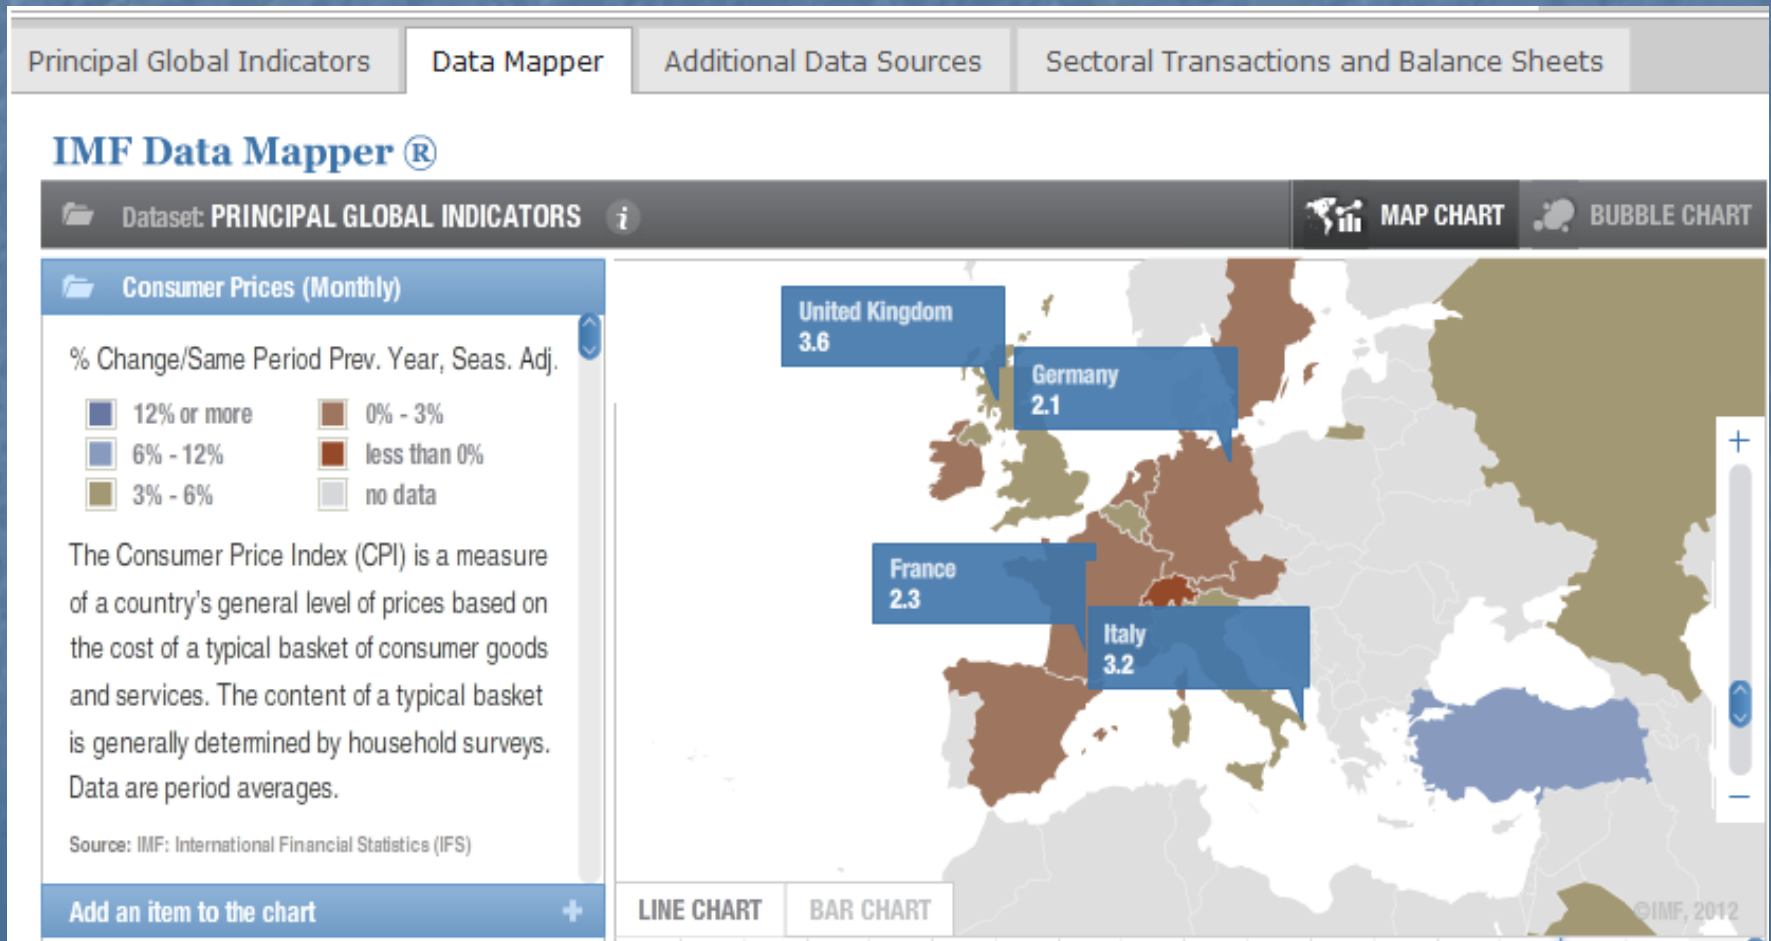 Principal Global Indicators
Data Mapper
Additional Data Sources
Sectoral Transactions and Balance Sheets
IMF Data Mapper ®
Dataset: PRINCIPAL GLOBAL INDICATORS i
MAP CHART
BUBBLE CHART
Consumer Prices (Monthly)
% Change/Same Period Prev. Year, Seas. Adj.
12% or more
0% - 3%
6% - 12%
less than 0%
3% - 6%
no data
The Consumer Price Index (CPI) is a measure
of a country's general level of prices based on
the cost of a typical basket of consumer goods
and services. The content of a typical basket
is generally determined by household surveys.
Data are period averages.
Source: IMF: International Financial Statistics (IFS)
Add an item to the chart +
United Kingdom
3.6
Germany
2.1
France
2.3
Italy
3.2
+
−
LINE CHART
BAR CHART
©IMF, 2012